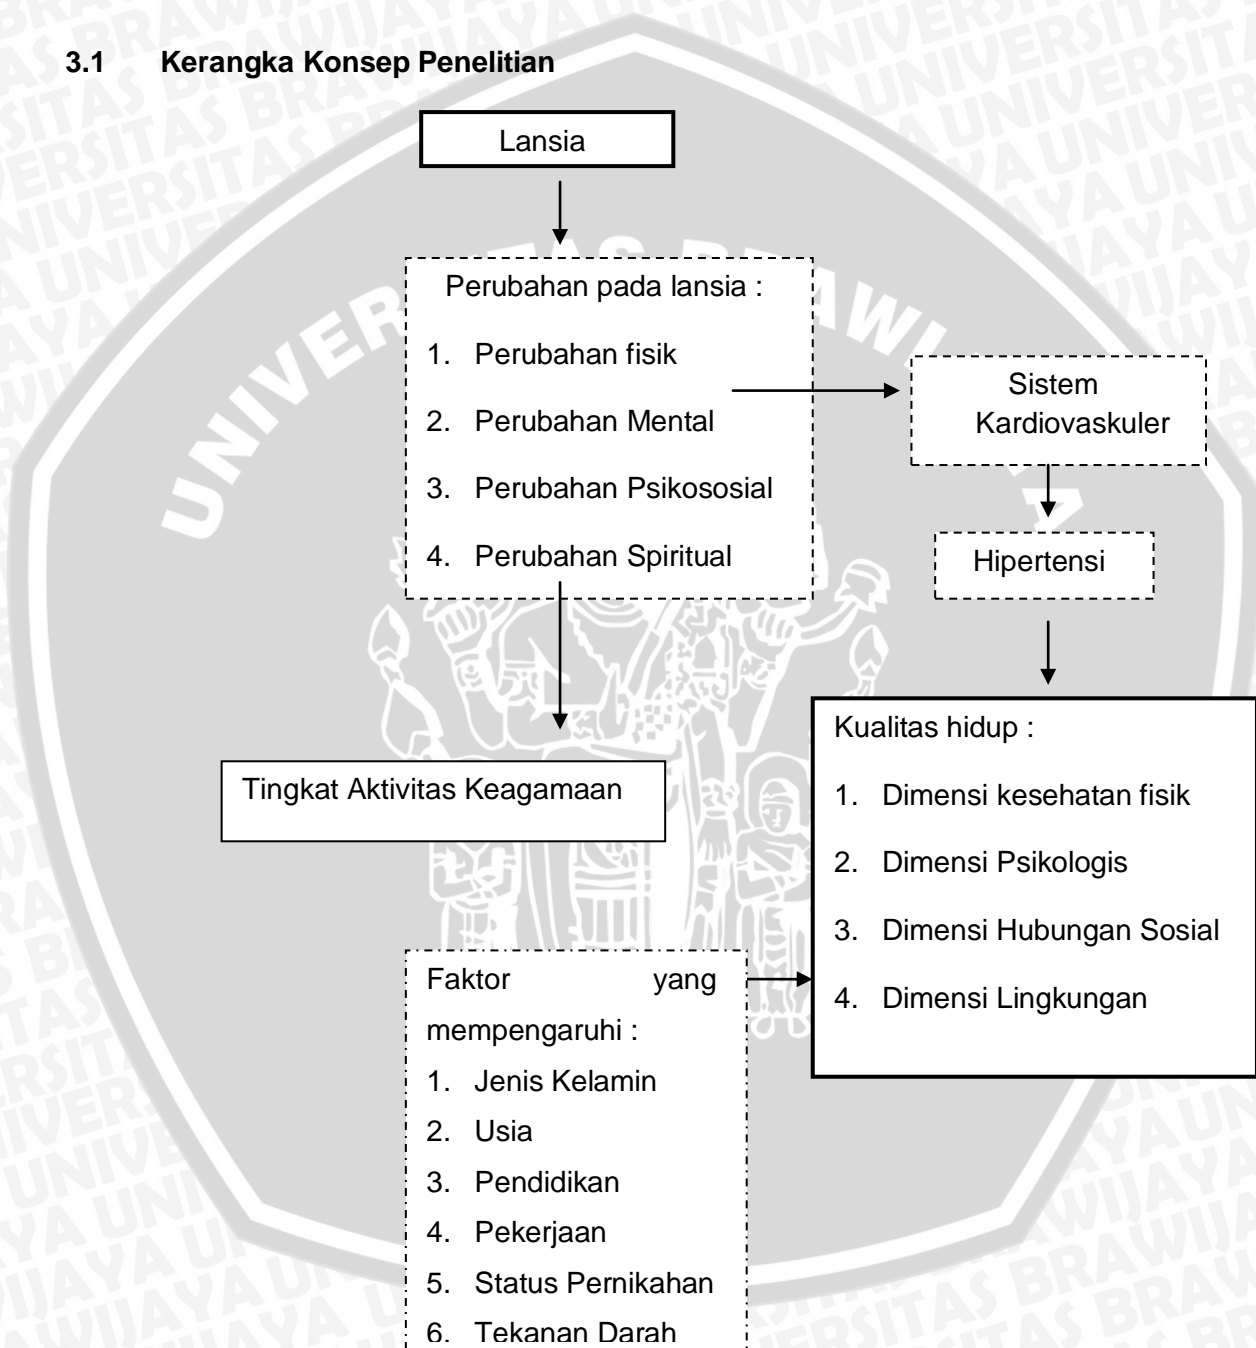 3.1 Kerangka Konsep Penelitian
Lansia
Perubahan pada lansia :
1. Perubahan fisik
2. Perubahan Mental
3. Perubahan Psikososial
4. Perubahan Spiritual
Sistem
Kardiovaskuler
Hipertensi
Tingkat Aktivitas Keagamaan
Kualitas hidup :
1. Dimensi kesehatan fisik
2. Dimensi Psikologis
3. Dimensi Hubungan Sosial
4. Dimensi Lingkungan
Faktor yang
mempengaruhi :
1. Jenis Kelamin
2. Usia
3. Pendidikan
4. Pekerjaan
5. Status Pernikahan
6. Tekanan Darah